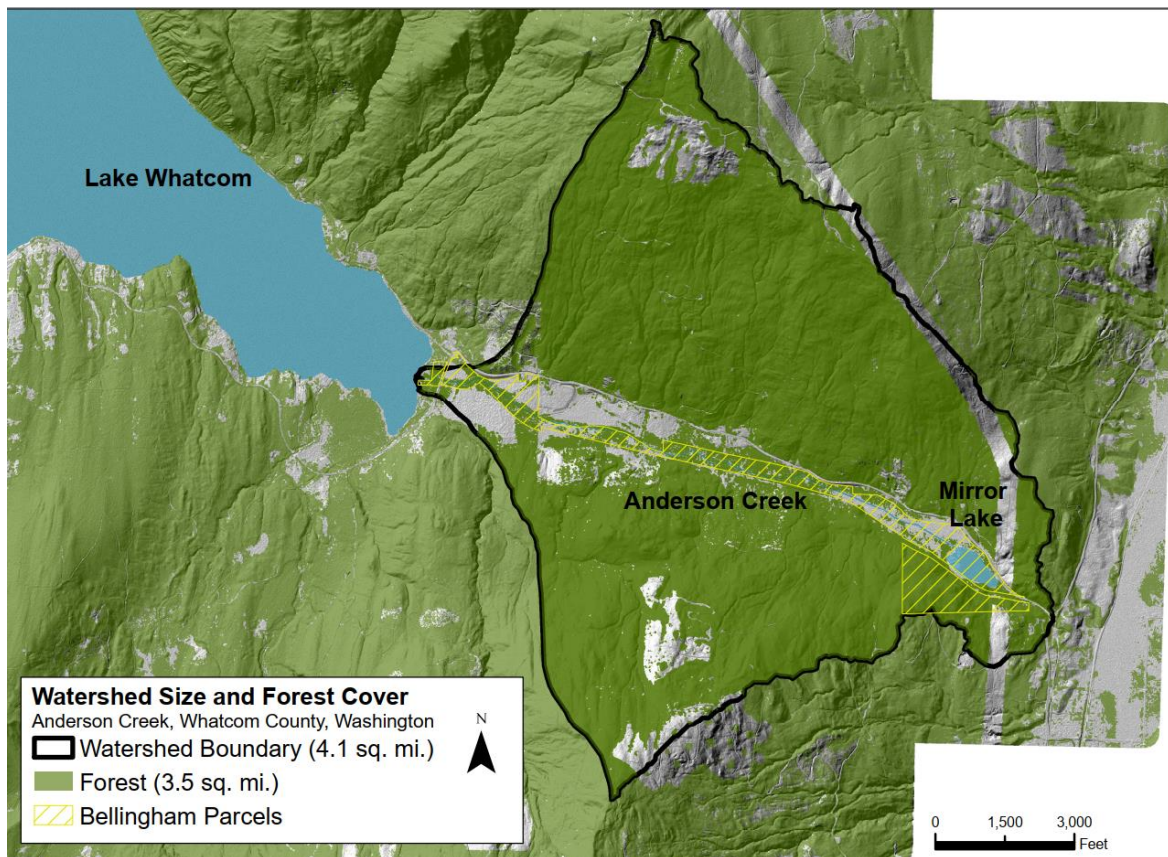 Lake Whatcom
Anderson Creek
Mirror
Lake
Watershed Size and Forest Cover
Anderson Creek, Whatcom County, Washington
Watershed Boundary (4.1 sq. mi.)
Forest (3.5 sq. mi.)
Bellingham Parcels
N
0 1,500 3,000
Feet